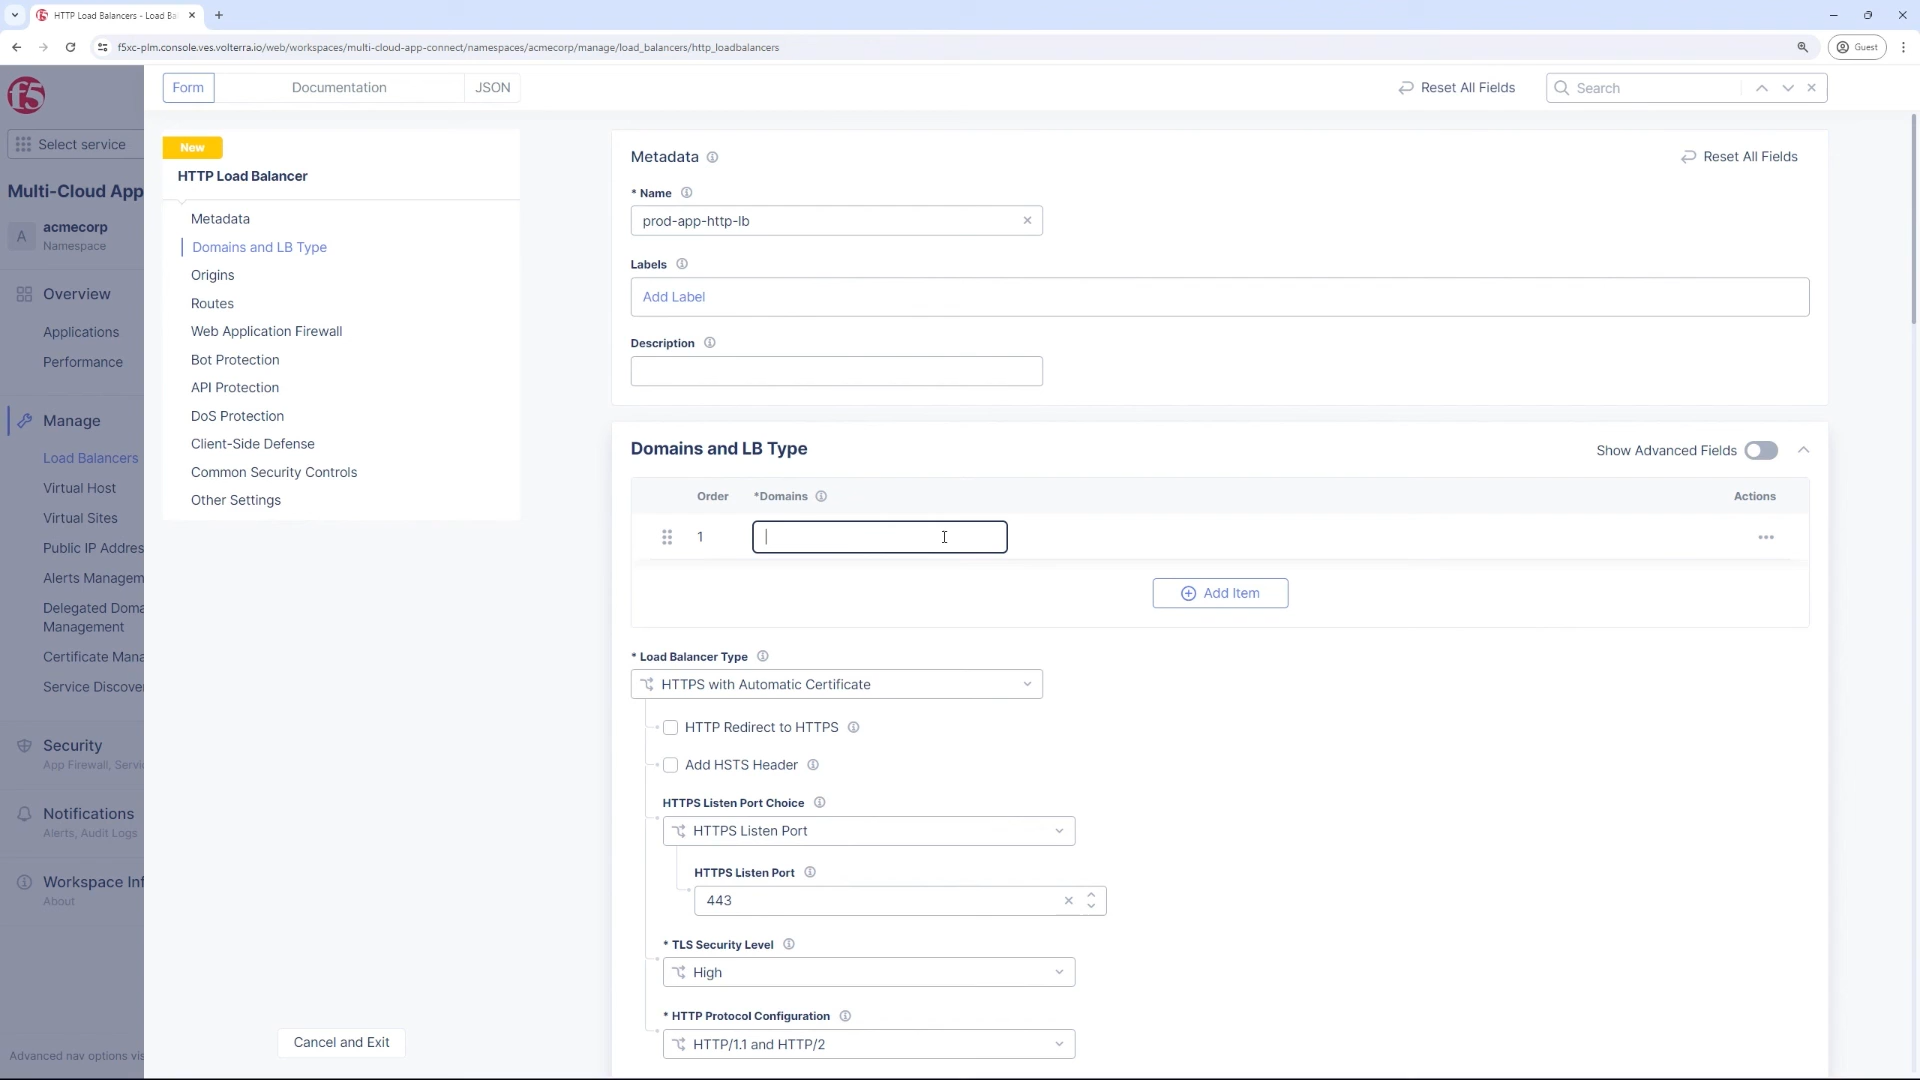 HTTP Load Balancers - Load Ba
f5xc-plm.console.ves.volterra.io/web/workspaces/multi-cloud-app-connect/namespaces/acmecorp/manage/load_balancers/http_loadbalancers
Guest
f5
Form
Documentation
JSON
Reset All Fields
Search
Select service
Multi-Cloud App
A
acmecorp
Namespace
Overview
Applications
Performance
Manage
Load Balancers
Virtual Host
Virtual Sites
Public IP Addres
Alerts Managem
Delegated Doma
Management
Certificate Mana
Service Discover
Security
App Firewall, Servi
Notifications
Alerts, Audit Logs
Workspace Inf
About
Advanced nav options vis
New
HTTP Load Balancer
Metadata
Domains and LB Type
Origins
Routes
Web Application Firewall
Bot Protection
API Protection
DoS Protection
Client-Side Defense
Common Security Controls
Other Settings
Cancel and Exit
Metadata
Reset All Fields
* Name
prod-app-http-lb
Labels
Add Label
Description
Domains and LB Type
Show Advanced Fields
Order *Domains Actions
1
Add Item
* Load Balancer Type
HTTPS with Automatic Certificate
HTTP Redirect to HTTPS
Add HSTS Header
HTTPS Listen Port Choice
HTTPS Listen Port
HTTPS Listen Port
443
* TLS Security Level
High
* HTTP Protocol Configuration
HTTP/1.1 and HTTP/2